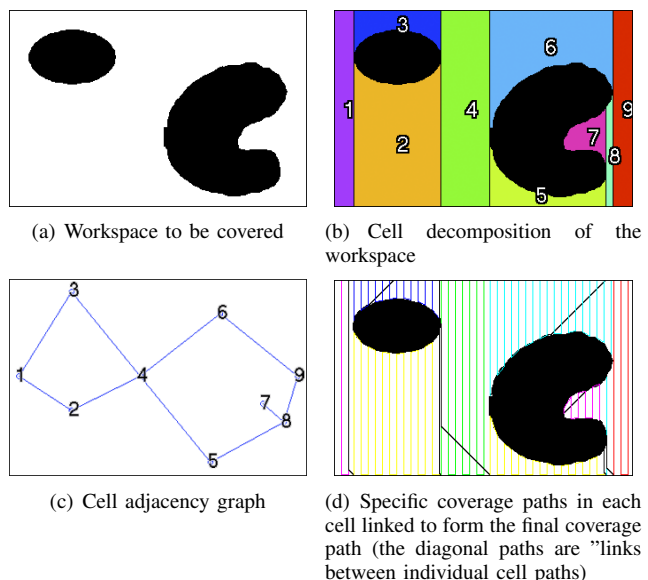 3
6
1
4
9
2
7
8
5
(a) Workspace to be covered
(b) Cell decomposition of the
workspace
3
6
1
4
9
7
2
8
5
(c) Cell adjacency graph
(d) Specific coverage paths in each
cell linked to form the final coverage
path (the diagonal paths are ”links
between individual cell paths)